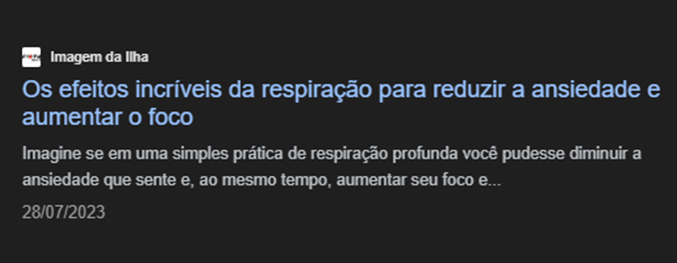 Imagem da Ilha
Os efeitos incríveis da respiração para reduzir a ansiedade e
aumentar o foco
Imagine se em uma simples prática de respiração profunda você pudesse diminuir a
ansiedade que sente e, ao mesmo tempo, aumentar seu foco e...
28/07/2023